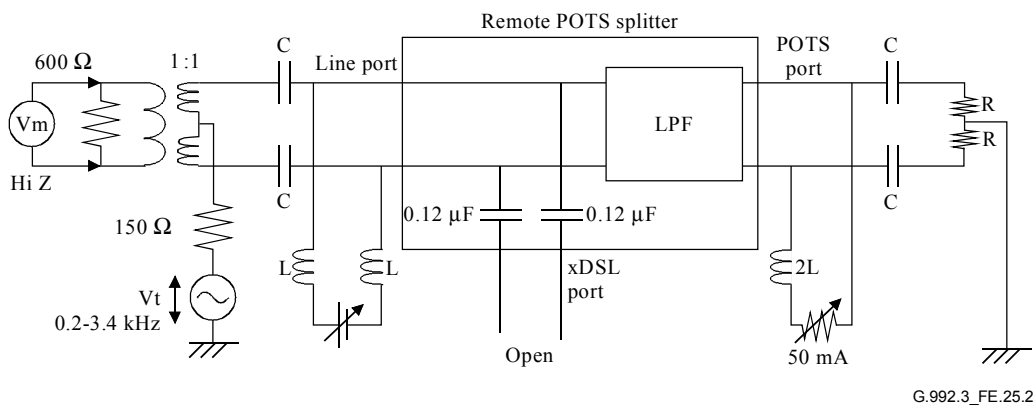 Remote POTS splitter
600 Ω
1 :1
C
Line port
POTS
port
C
Vm
LPF
R
R
Hi Z
C
0.12 µF
0.12 µF
C
150 Ω
L
L
xDSL
port
2L
Vt
0.2-3.4 kHz
Open
50 mA
G.992.3_FE.25.2